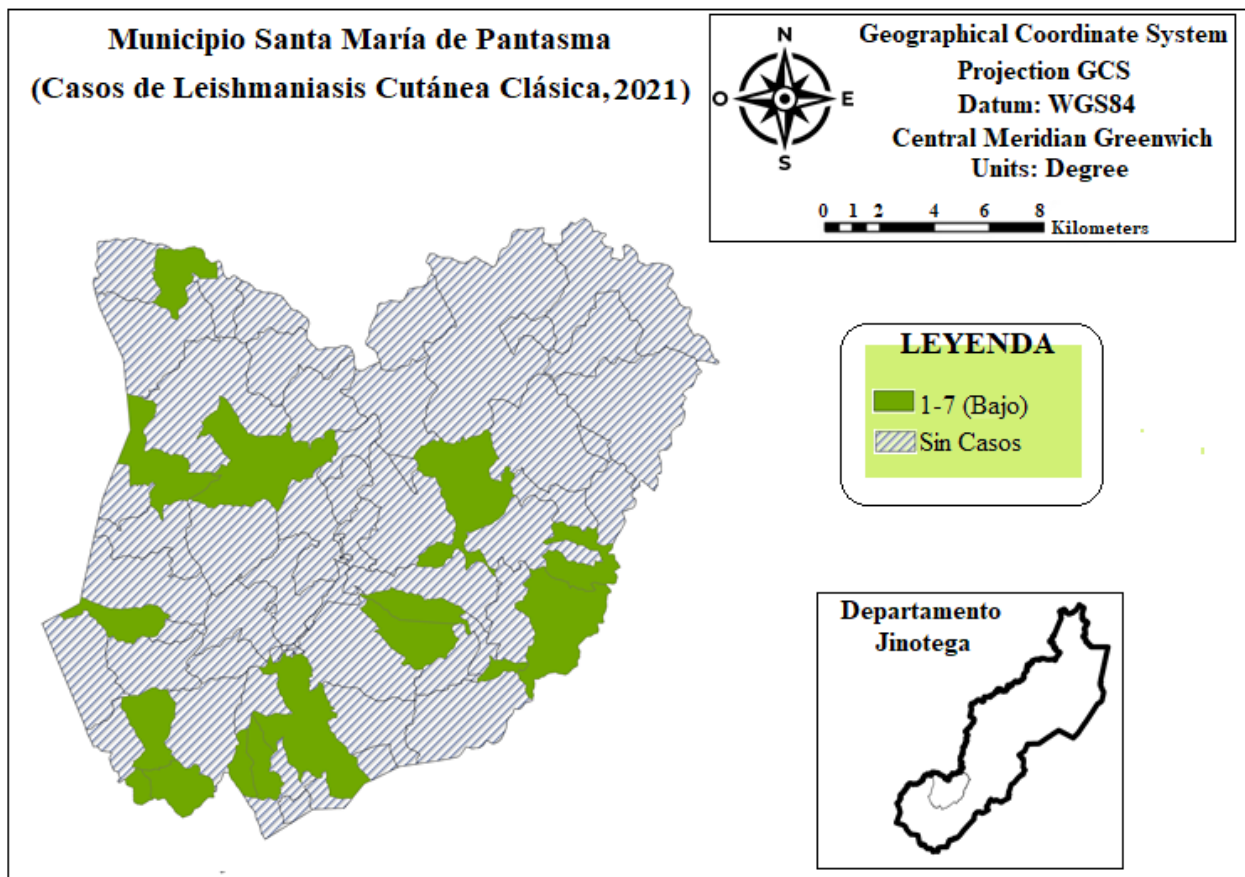 Municipio Santa María de Pantasma
(Casos de Leishmaniasis Cutánea Clásica, 2021)
N
O
E
S
Geographical Coordinate System
Projection GCS
Datum: WGS84
Central Meridian Greenwich
Units: Degree
0 1 2 4 6 8
Kilometers
LEYENDA
1-7 (Bajo)
Sin Casos
Departamento
Jinotega